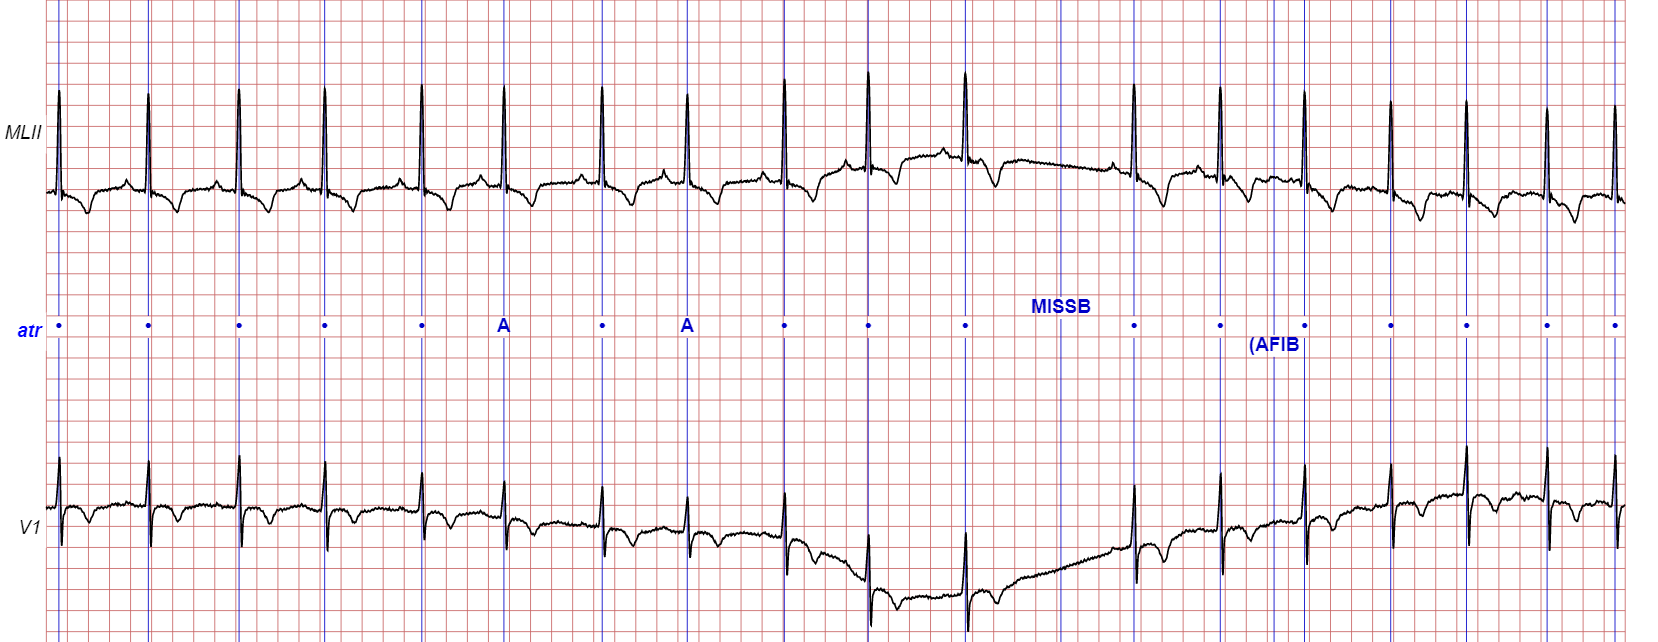 MLII
MISSB
atr • • • • • A • A • • • • • • • • • •
(AFIB
V1